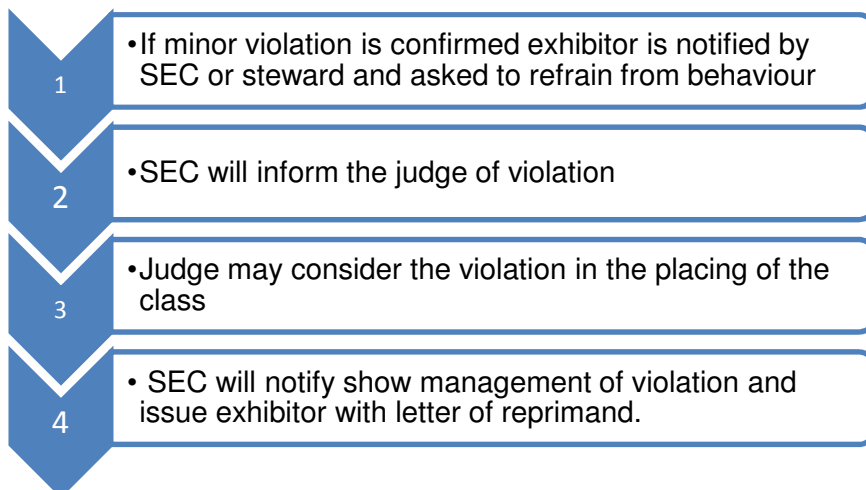 1
•If minor violation is confirmed exhibitor is notified by
SEC or steward and asked to refrain from behaviour
2
•SEC will inform the judge of violation
3
•Judge may consider the violation in the placing of the
class
4
• SEC will notify show management of violation and
issue exhibitor with letter of reprimand.